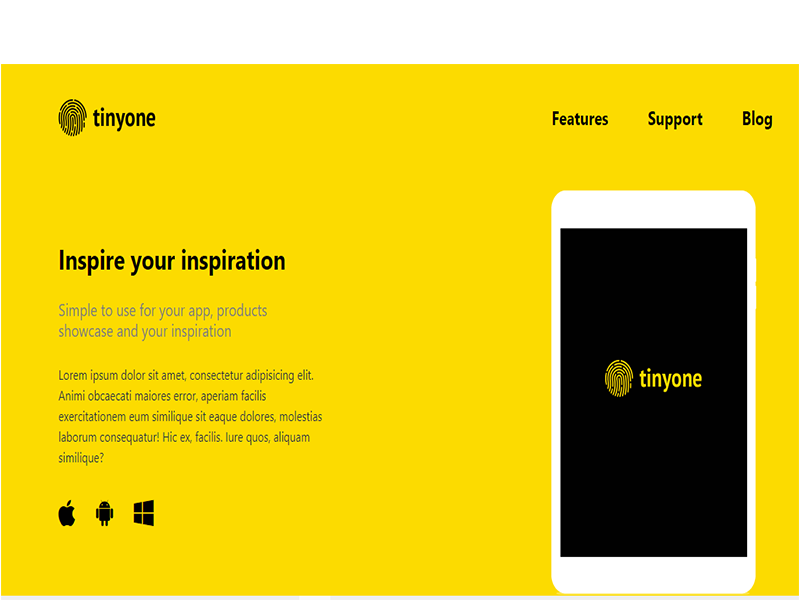 tinyone
Features Support Blog
Inspire your inspiration
Simple to use for your app, products
showcase and your inspiration
Lorem ipsum dolor sit amet, consectetur adipisicing elit.
Animi obcaecati maiores error, aperiam facilis
exercitationem eum similique sit eaque dolores, molestias
laborum consequatur! Hic ex, facilis. Iure quos, aliquam
similique?
tinyone